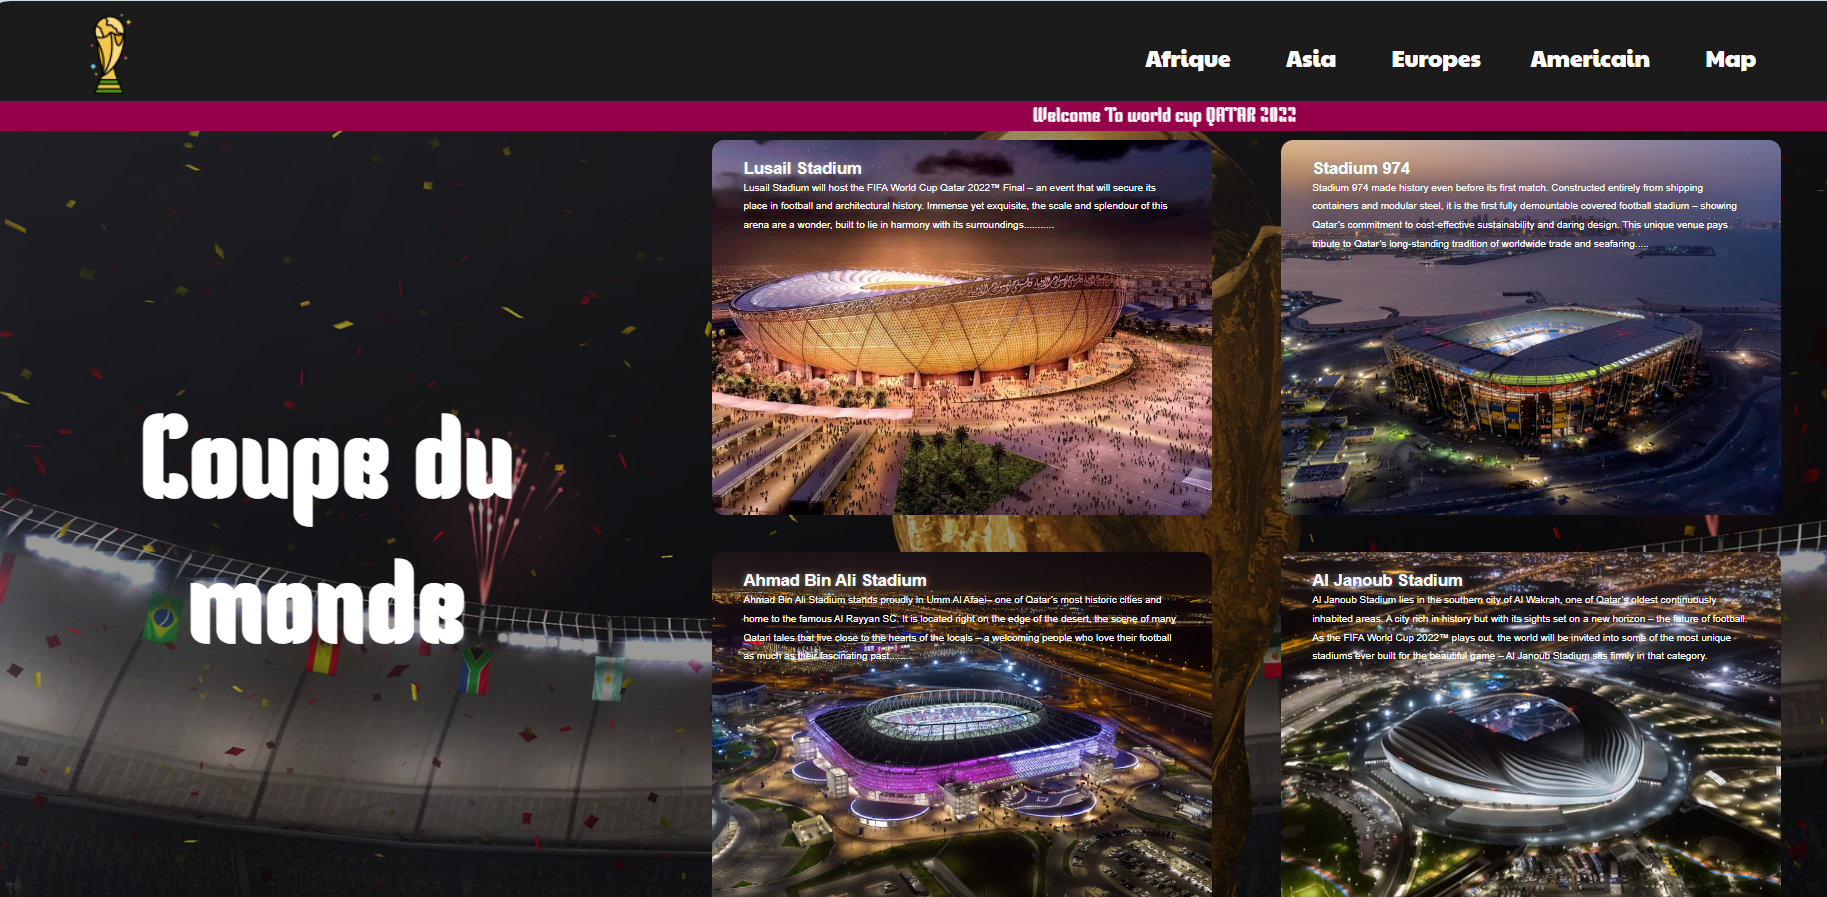 Afrique Asia Europes Americain Map
Welcome To world cup QATAR 2022
Coupe du
monde
Lusail Stadium
Lusail Stadium will host the FIFA World Cup Qatar 2022™ Final – an event that will secure its
place in football and architectural history. Immense yet exquisite, the scale and splendour of this
arena are a wonder, built to lie in harmony with its surroundings...........
Stadium 974
Stadium 974 made history even before its first match. Constructed entirely from shipping
containers and modular steel, it is the first fully demountable covered football stadium – showing
Qatar's commitment to cost-effective sustainability and daring design. This unique venue pays
tribute to Qatar's long-standing tradition of worldwide trade and seafaring.....
Ahmad Bin Ali Stadium
Ahmad Bin Ali Stadium stands proudly in Umm Al Afaei– one of Qatar's most historic cities and
home to the famous Al Rayyan SC. It is located right on the edge of the desert, the scene of many
Qatari tales that live close to the hearts of the locals – a welcoming people who love their football
as much as their fascinating past........
Al Janoub Stadium
Al Janoub Stadium lies in the southern city of Al Wakrah, one of Qatar's oldest continuously
inhabited areas. A city rich in history but with its sights set on a new horizon – the future of football.
As the FIFA World Cup 2022™ plays out, the world will be invited into some of the most unique
stadiums ever built for the beautiful game – Al Janoub Stadium sits firmly in that category.